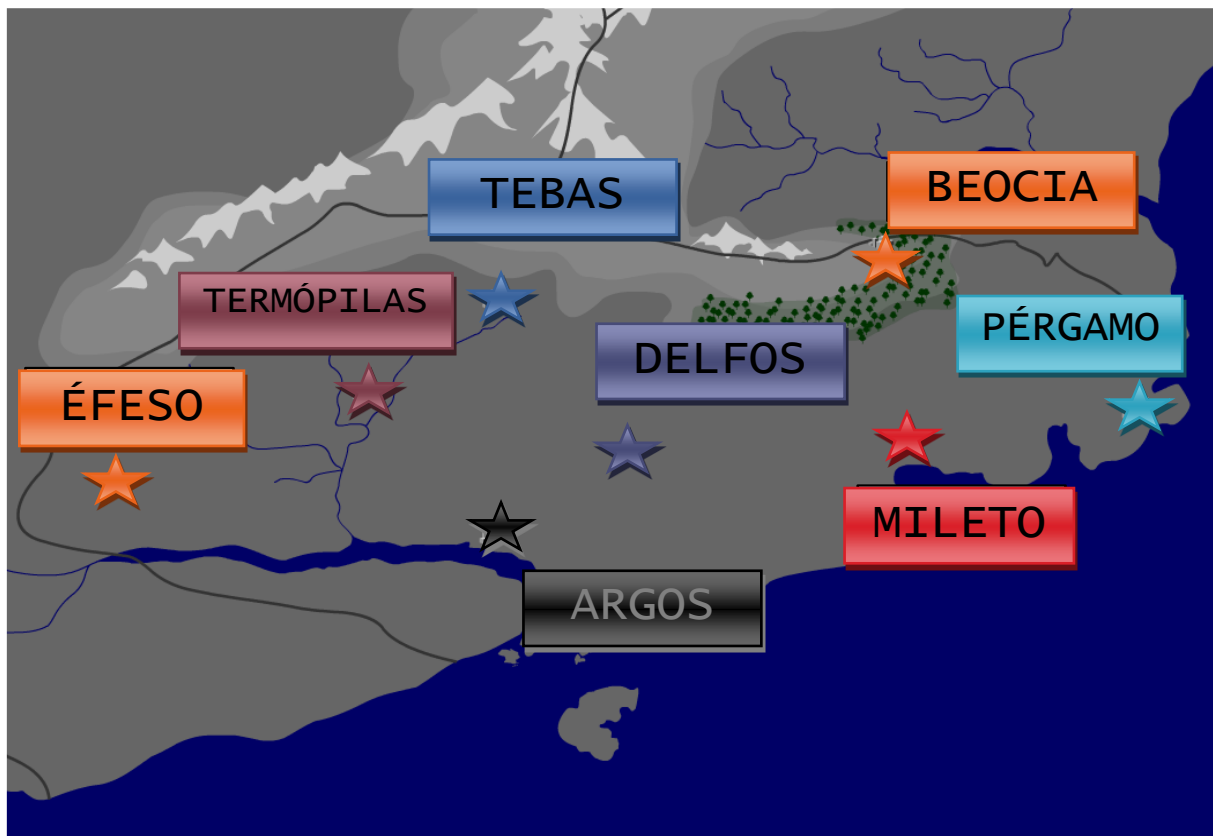 TEBAS
BEOCIA
TERMÓPILAS
PÉRGAMO
DELFOS
ÉFESO
MILETO
ARGOS